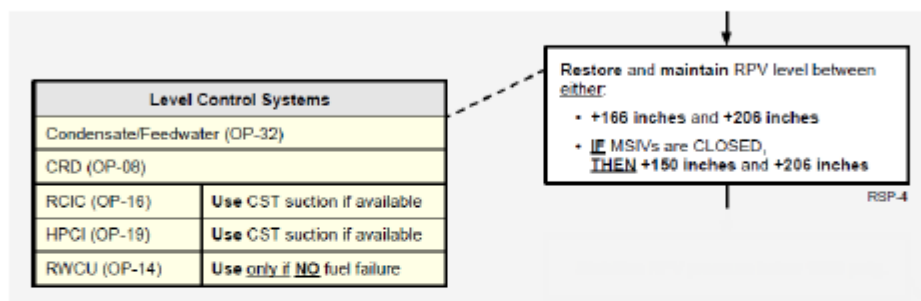 Level Control Systems
Condensate/Feedwater (OP-32)
CRD (OP-08)
RCIC (OP-16) Use CST suction if available
HPCI (OP-19) Use CST suction if available
RWCU (OP-14) Use only if NO fuel failure
Restore and maintain RPV level between
either:
• +166 inches and +206 inches
• IF MSIVs are CLOSED,
THEN +150 inches and +206 inches
RSP-4